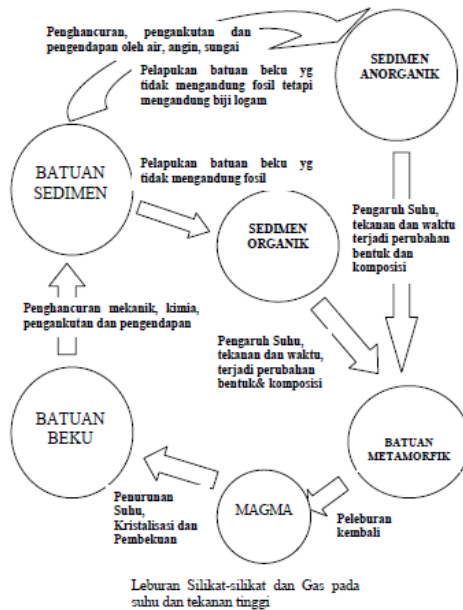 Penghancuran, pengankutan dan
pengendapan oleh air, angin, sungai
SEDIMEN
ANORGANIK
Pelapukan batuan beku yg
tidak mengandung fosil tetapi
mengandung biji logam
BATUAN
SEDIMEN
Pelapukan batuan beku yg
tidak mengandung fosil
SEDIMEN
ORGANIK
Pengaruh Suhu,
tekanan dan waktu
terjadi perubahan
bentuk dan
komposisi
Penghancuran mekanik, kimia,
pengankutan dan pengendapan
Pengaruh Suhu,
tekanan dan waktu,
terjadi perubahan
bentuk& komposisi
BATUAN
BEKU
BATUAN
METAMORFIK
Penurunan
Suhu,
Kristalisasi dan
Pembekuan
MAGMA
Peleburan
kembali
Leburan Silikat-silikat dan Gas pada
suhu dan tekanan tinggi